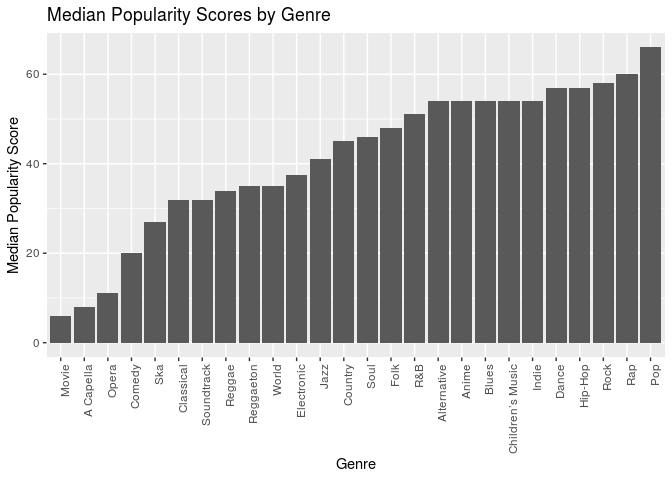 Median Popularity Scores by Genre
Median Popularity Score
60
40
20
0
Movie
A Capella
Opera
Comedy
Ska
Classical
Soundtrack
Reggae
Reggaeton
World
Electronic
Jazz
Country
Soul
Folk
R&B
Alternative
Anime
Blues
Children's Music
Indie
Dance
Hip-Hop
Rock
Rap
Pop
Genre